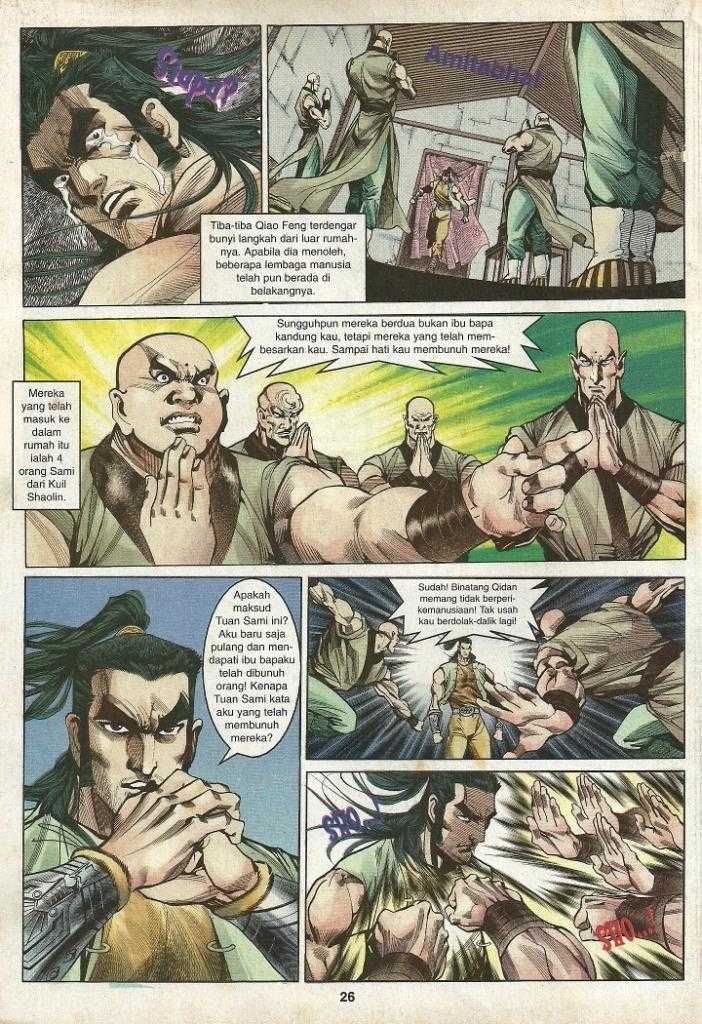 Siapa?
Amitabha!
Tiba-tiba Qiao Feng terdengar
bunyi langkah dari luar rumah-
nya. Apabila dia menoleh,
beberapa lembaga manusia
telah pun berada di
belakangnya.
Sungguhpun mereka berdua bukan ibu bapa
kandung kau, tetapi mereka yang telah mem-
besarkan kau. Sampai hati kau membunuh mereka!
Mereka
yang telah
masuk ke
dalam
rumah itu
ialah 4
orang Sami
dari Kuil
Shaolin.
Apakah
maksud
Tuan Sami ini?
Aku baru saja
pulang dan men-
dapati ibu bapaku
telah dibunuh
orang! Kenapa
Tuan Sami kata
aku yang telah
membunuh
mereka?
Sudah! Binatang Qidan
memang tidak berperi-
kemanusiaan! Tak usah
kau berdolak-dalik lagi!
SHO...!
SHO...!
26